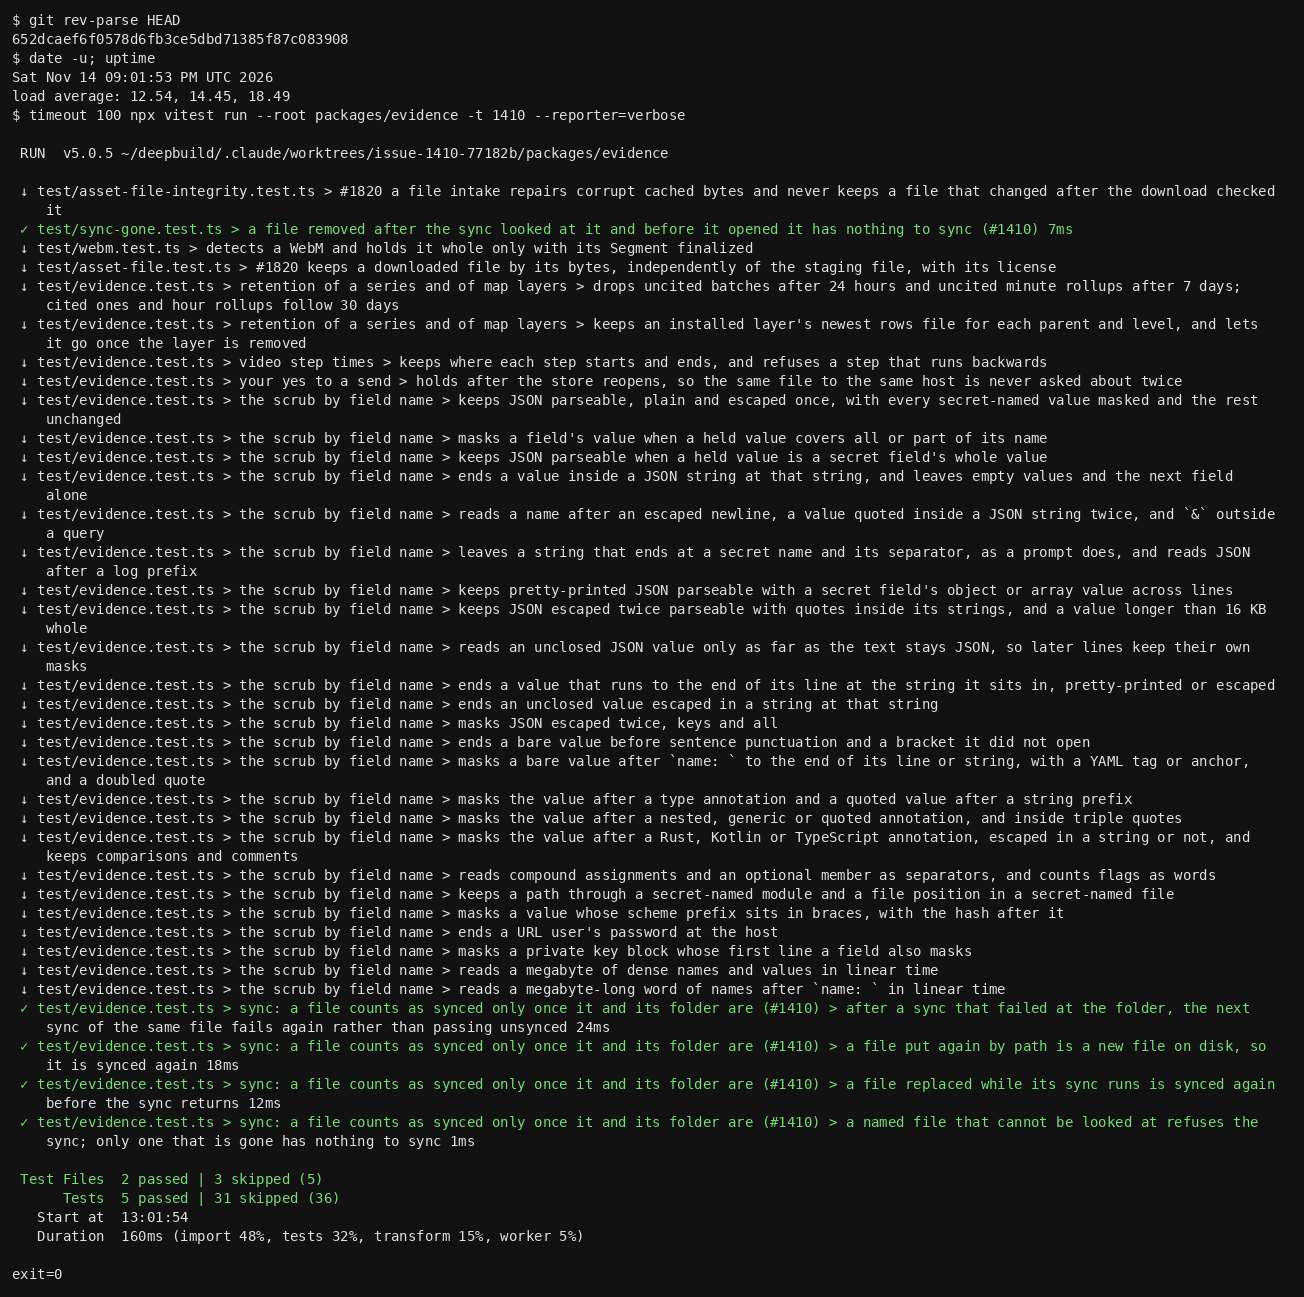 $ git rev-parse HEAD
652dcaef6f0578d6fb3ce5dbd71385f87c083908
$ date -u; uptime
Sat Nov 14 09:01:53 PM UTC 2026
load average: 12.54, 14.45, 18.49
$ timeout 100 npx vitest run --root packages/evidence -t 1410 --reporter=verbose
RUN  v5.0.5 ~/deepbuild/.claude/worktrees/issue-1410-77182b/packages/evidence
↓ test/asset-file-integrity.test.ts > #1820 a file intake repairs corrupt cached bytes and never keeps a file that changed after the download checked
it
✓ test/sync-gone.test.ts > a file removed after the sync looked at it and before it opened it has nothing to sync (#1410) 7ms
↓ test/webm.test.ts > detects a WebM and holds it whole only with its Segment finalized
↓ test/asset-file.test.ts > #1820 keeps a downloaded file by its bytes, independently of the staging file, with its license
↓ test/evidence.test.ts > retention of a series and of map layers > drops uncited batches after 24 hours and uncited minute rollups after 7 days;
cited ones and hour rollups follow 30 days
↓ test/evidence.test.ts > retention of a series and of map layers > keeps an installed layer's newest rows file for each parent and level, and lets
it go once the layer is removed
↓ test/evidence.test.ts > video step times > keeps where each step starts and ends, and refuses a step that runs backwards
↓ test/evidence.test.ts > your yes to a send > holds after the store reopens, so the same file to the same host is never asked about twice
↓ test/evidence.test.ts > the scrub by field name > keeps JSON parseable, plain and escaped once, with every secret-named value masked and the rest
unchanged
↓ test/evidence.test.ts > the scrub by field name > masks a field's value when a held value covers all or part of its name
↓ test/evidence.test.ts > the scrub by field name > keeps JSON parseable when a held value is a secret field's whole value
↓ test/evidence.test.ts > the scrub by field name > ends a value inside a JSON string at that string, and leaves empty values and the next field
alone
↓ test/evidence.test.ts > the scrub by field name > reads a name after an escaped newline, a value quoted inside a JSON string twice, and `&` outside
a query
↓ test/evidence.test.ts > the scrub by field name > leaves a string that ends at a secret name and its separator, as a prompt does, and reads JSON
after a log prefix
↓ test/evidence.test.ts > the scrub by field name > keeps pretty-printed JSON parseable with a secret field's object or array value across lines
↓ test/evidence.test.ts > the scrub by field name > keeps JSON escaped twice parseable with quotes inside its strings, and a value longer than 16 KB
whole
↓ test/evidence.test.ts > the scrub by field name > reads an unclosed JSON value only as far as the text stays JSON, so later lines keep their own
masks
↓ test/evidence.test.ts > the scrub by field name > ends a value that runs to the end of its line at the string it sits in, pretty-printed or escaped
↓ test/evidence.test.ts > the scrub by field name > ends an unclosed value escaped in a string at that string
↓ test/evidence.test.ts > the scrub by field name > masks JSON escaped twice, keys and all
↓ test/evidence.test.ts > the scrub by field name > ends a bare value before sentence punctuation and a bracket it did not open
↓ test/evidence.test.ts > the scrub by field name > masks a bare value after `name: ` to the end of its line or string, with a YAML tag or anchor,
and a doubled quote
↓ test/evidence.test.ts > the scrub by field name > masks the value after a type annotation and a quoted value after a string prefix
↓ test/evidence.test.ts > the scrub by field name > masks the value after a nested, generic or quoted annotation, and inside triple quotes
↓ test/evidence.test.ts > the scrub by field name > masks the value after a Rust, Kotlin or TypeScript annotation, escaped in a string or not, and
keeps comparisons and comments
↓ test/evidence.test.ts > the scrub by field name > reads compound assignments and an optional member as separators, and counts flags as words
↓ test/evidence.test.ts > the scrub by field name > keeps a path through a secret-named module and a file position in a secret-named file
↓ test/evidence.test.ts > the scrub by field name > masks a value whose scheme prefix sits in braces, with the hash after it
↓ test/evidence.test.ts > the scrub by field name > ends a URL user's password at the host
↓ test/evidence.test.ts > the scrub by field name > masks a private key block whose first line a field also masks
↓ test/evidence.test.ts > the scrub by field name > reads a megabyte of dense names and values in linear time
↓ test/evidence.test.ts > the scrub by field name > reads a megabyte-long word of names after `name: ` in linear time
✓ test/evidence.test.ts > sync: a file counts as synced only once it and its folder are (#1410) > after a sync that failed at the folder, the next
sync of the same file fails again rather than passing unsynced 24ms
✓ test/evidence.test.ts > sync: a file counts as synced only once it and its folder are (#1410) > a file put again by path is a new file on disk, so
it is synced again 18ms
✓ test/evidence.test.ts > sync: a file counts as synced only once it and its folder are (#1410) > a file replaced while its sync runs is synced again
before the sync returns 12ms
✓ test/evidence.test.ts > sync: a file counts as synced only once it and its folder are (#1410) > a named file that cannot be looked at refuses the
sync; only one that is gone has nothing to sync 1ms
Test Files  2 passed | 3 skipped (5)
Tests  5 passed | 31 skipped (36)
Start at  13:01:54
Duration  160ms (import 48%, tests 32%, transform 15%, worker 5%)
exit=0